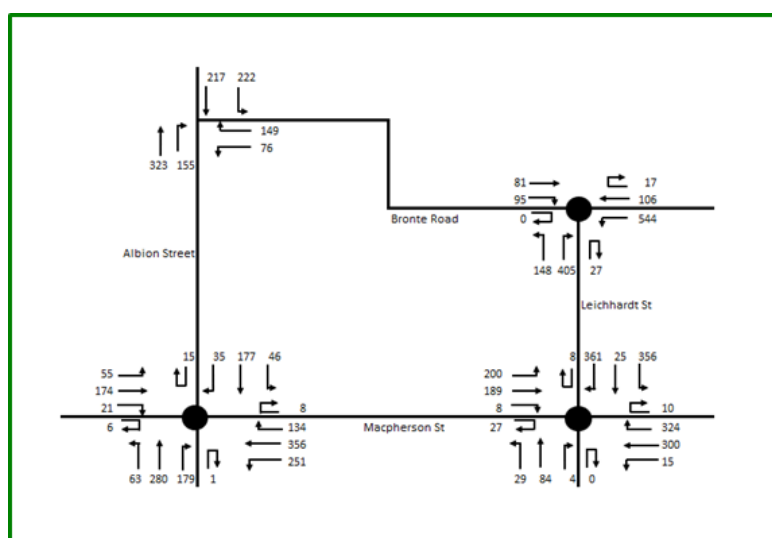 217 222
149
323 155
76
81
17
95
106
0
544
Bronte Road
148 405 27
Albion Street
Leichhardt St
15 35 177 46
8 361 25 356
55
200
174
189
21
8
8
10
6
134
Macpherson St
27
324
356
300
251
15
63 280 179 1
29 84 4 0